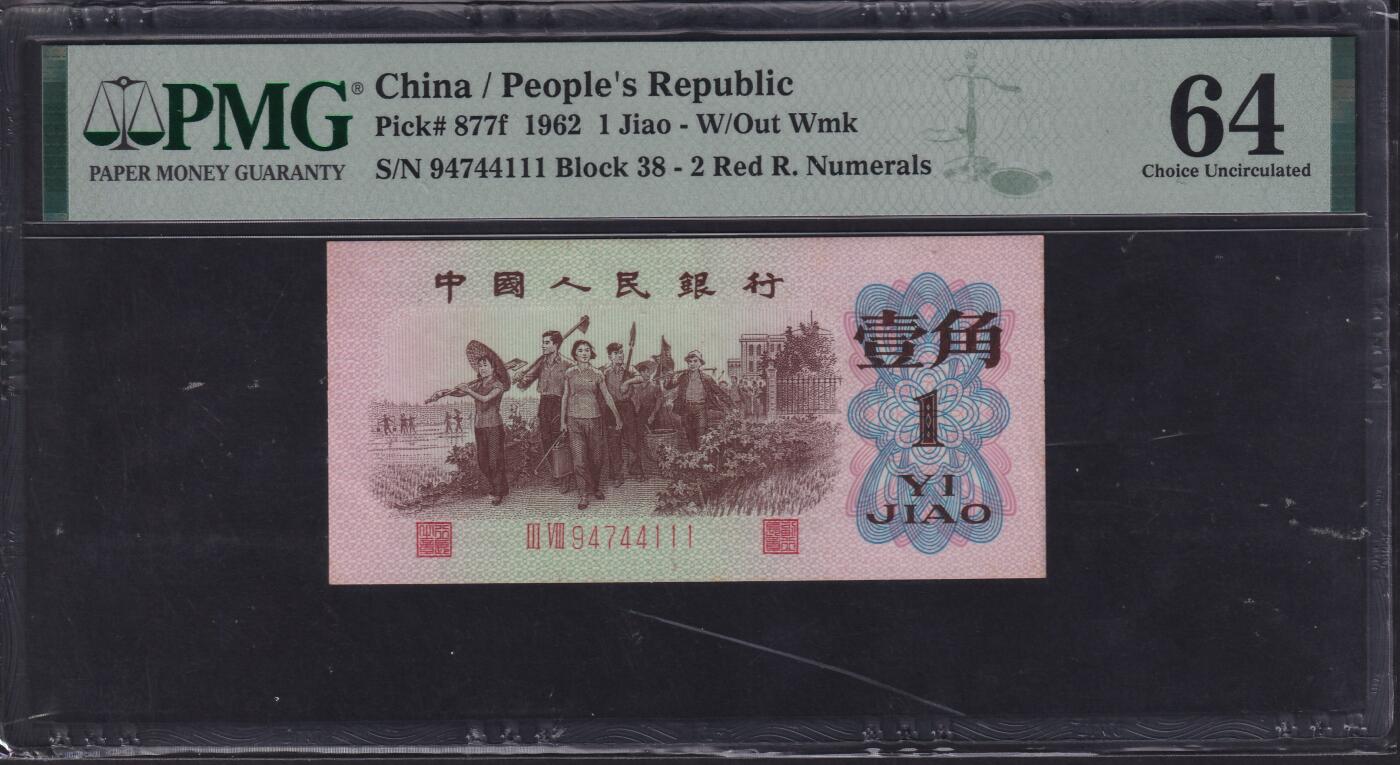 PMG®
PAPER MONEY GUARANTY
China / People's Republic
Pick# 877f 1962 1 Jiao - W/Out Wmk
S/N 94744111 Block 38 - 2 Red R. Numerals
64
Choice Uncirculated
中國人民銀行
壹角
1
YI
JIAO
III VIII 94744111